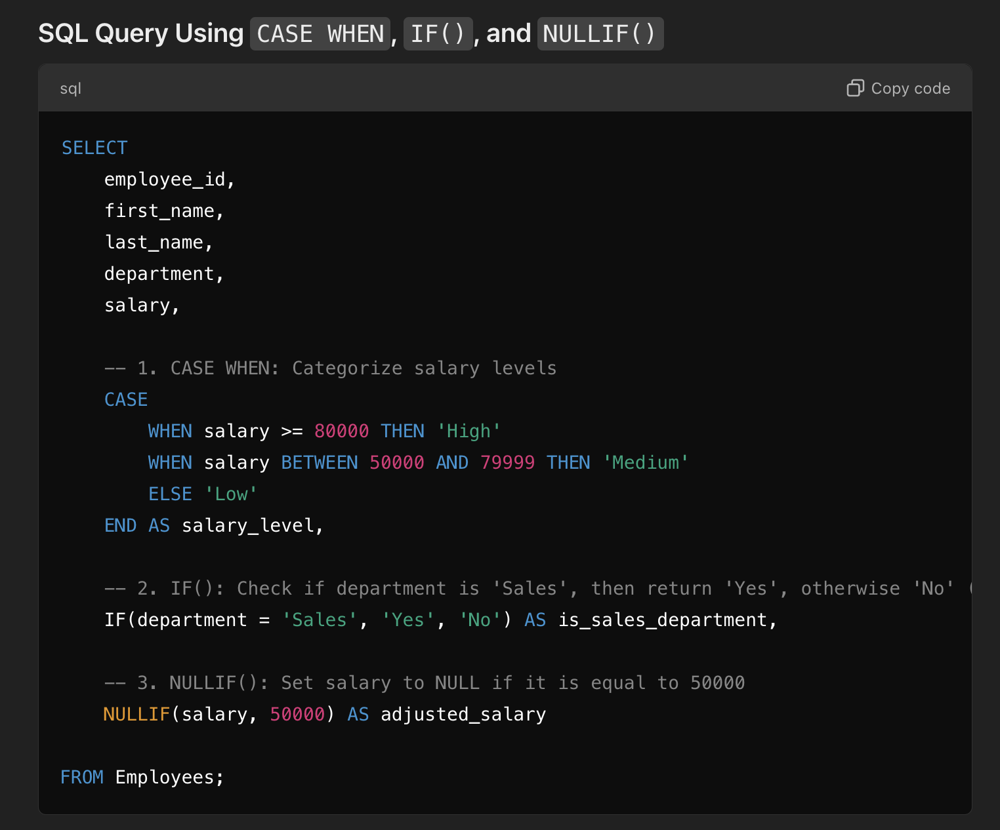 SQL Query Using CASE WHEN, IF(), and NULLIF()
sql
Copy code
SELECT
    employee_id,
    first_name,
    last_name,
    department,
    salary,
    -- 1. CASE WHEN: Categorize salary levels
    CASE
        WHEN salary >= 80000 THEN 'High'
        WHEN salary BETWEEN 50000 AND 79999 THEN 'Medium'
        ELSE 'Low'
    END AS salary_level,
    -- 2. IF(): Check if department is 'Sales', then return 'Yes', otherwise 'No' (
    IF(department = 'Sales', 'Yes', 'No') AS is_sales_department,
    -- 3. NULLIF(): Set salary to NULL if it is equal to 50000
    NULLIF(salary, 50000) AS adjusted_salary
FROM Employees;